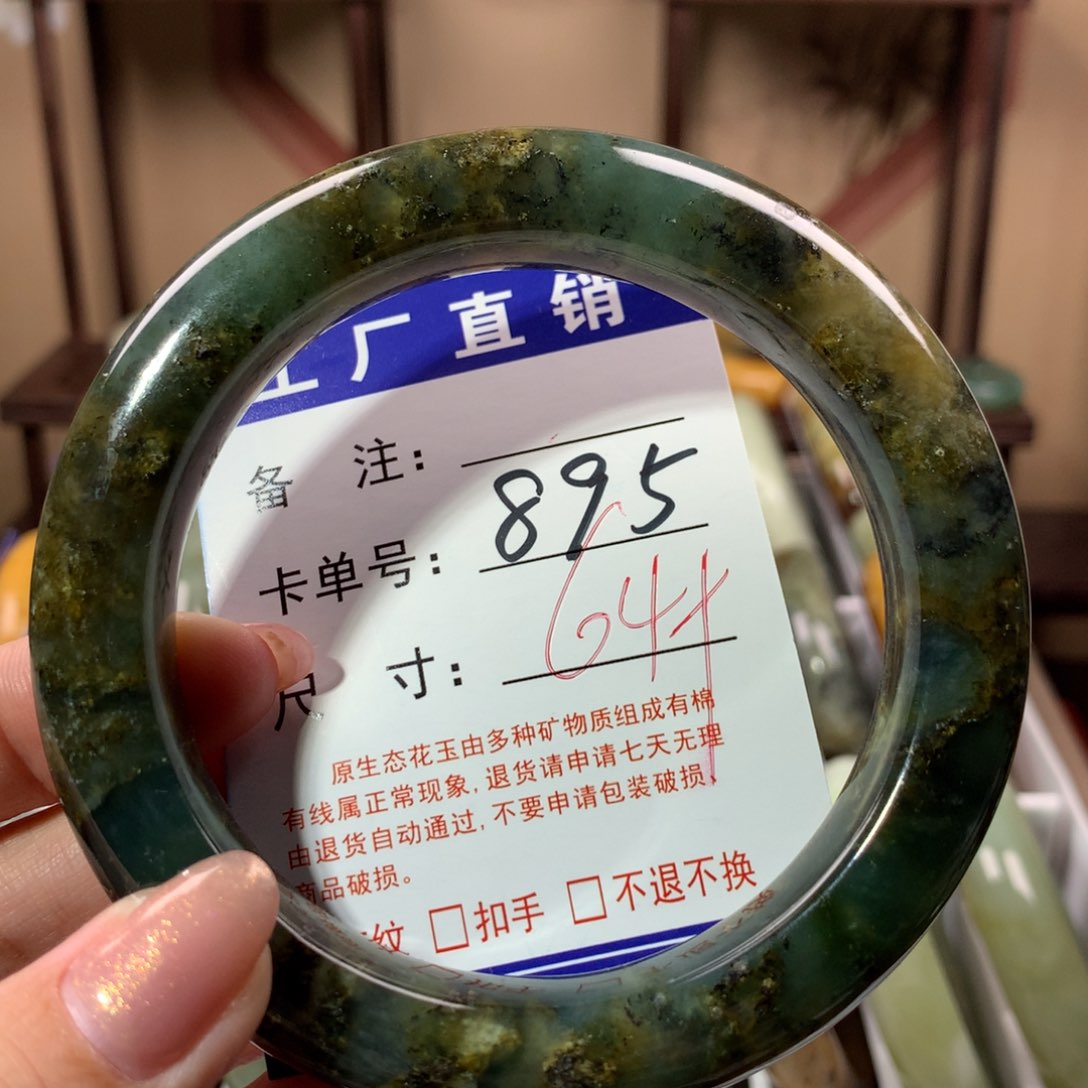 工厂直销
备 注：
卡单号：895
尺 寸：64+
原生态花玉由多种矿物质组成有棉
有线属正常现象，退货请申请七天无理
由退货自动通过，不要申请包装破损，
商品破损。
纹 □扣手 □不退不换